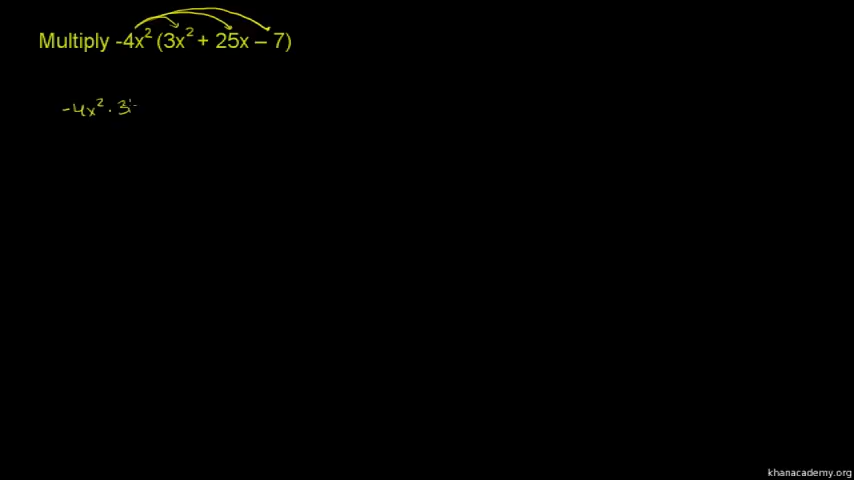 Multiply -4x² (3x² + 25x – 7)
-4x² · 3
khanacademy.org